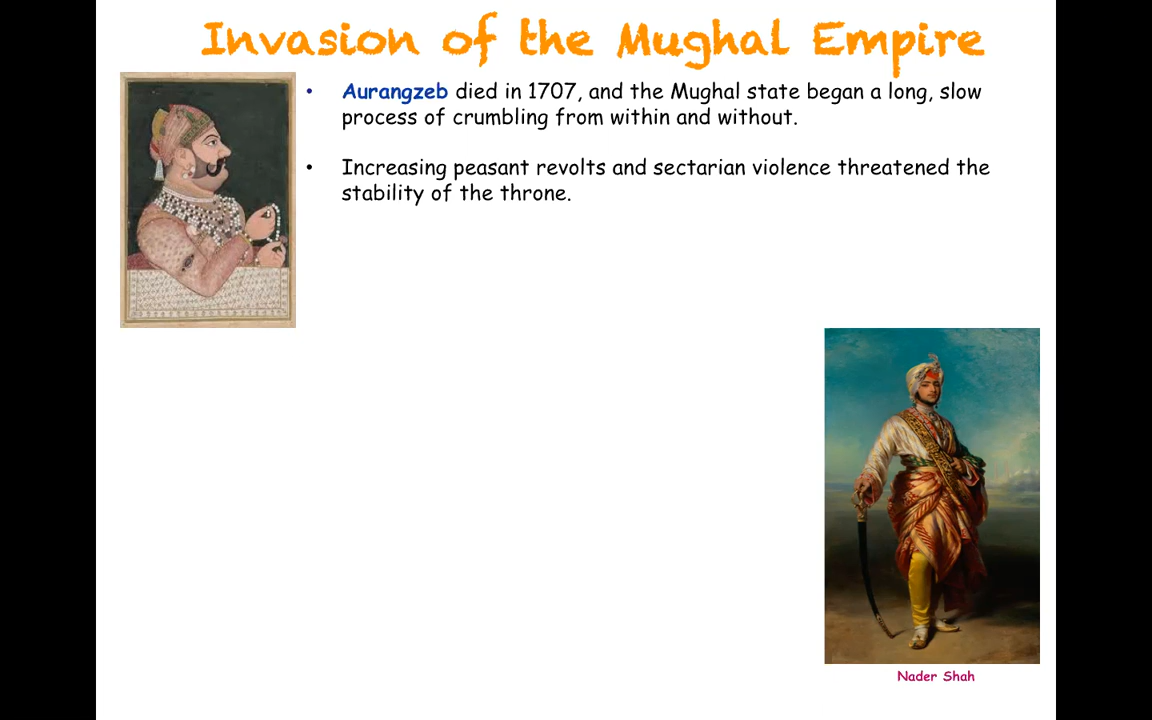 Invasion of the Mughal Empire
• Aurangzeb died in 1707, and the Mughal state began a long, slow
process of crumbling from within and without.
• Increasing peasant revolts and sectarian violence threatened the
stability of the throne.
Nader Shah